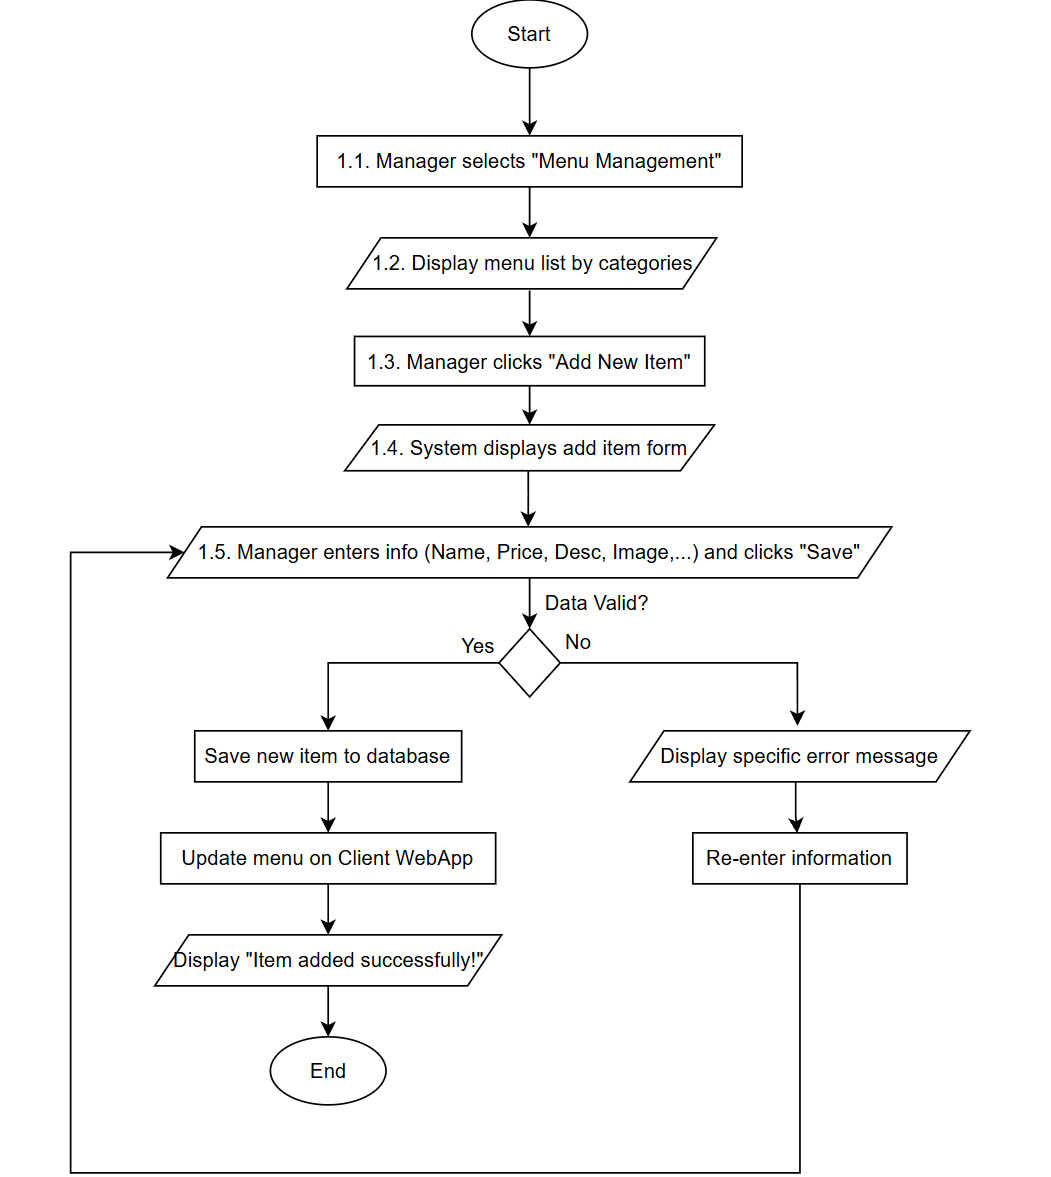 Start
1.1. Manager selects "Menu Management"
1.2. Display menu list by categories
1.3. Manager clicks "Add New Item"
1.4. System displays add item form
1.5. Manager enters info (Name, Price, Desc, Image,...) and clicks "Save"
Data Valid?
Yes
No
Save new item to database
Display specific error message
Update menu on Client WebApp
Re-enter information
Display "Item added successfully!"
End